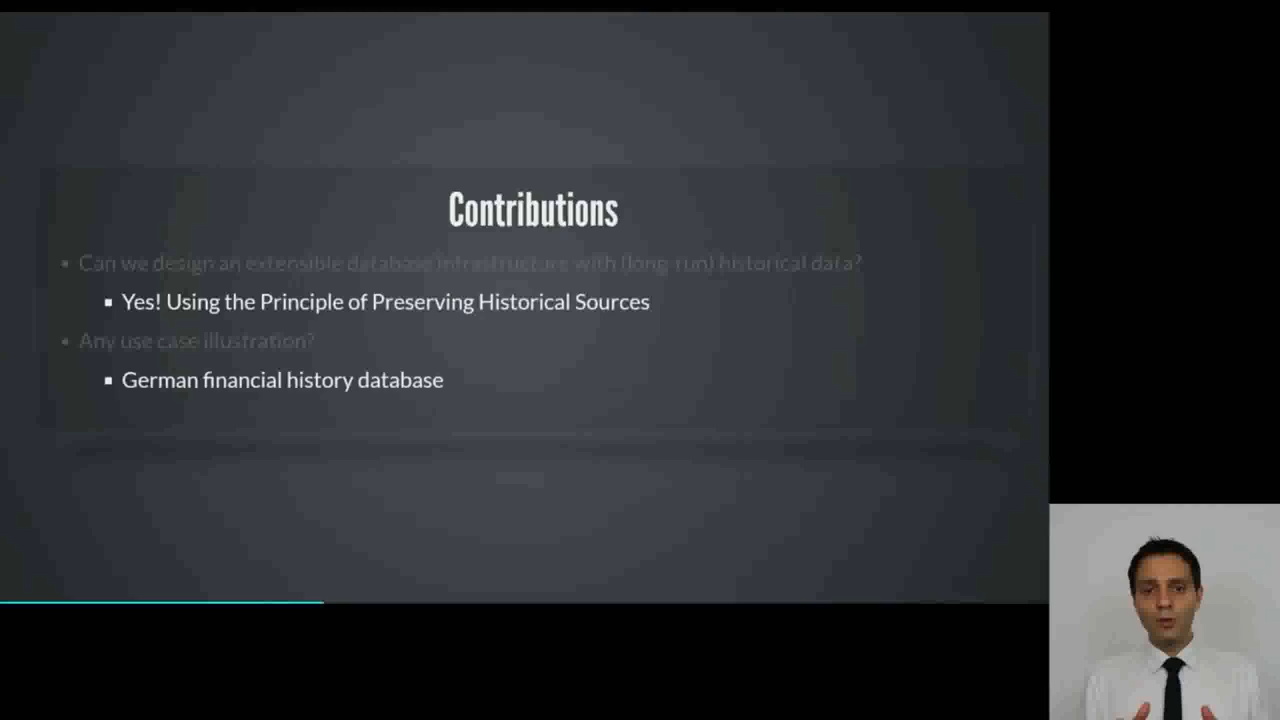 Contributions
• Can we design an extensible database infrastructure with (long-run) historical data?
▪ Yes! Using the Principle of Preserving Historical Sources
• Any use case illustration?
▪ German financial history database